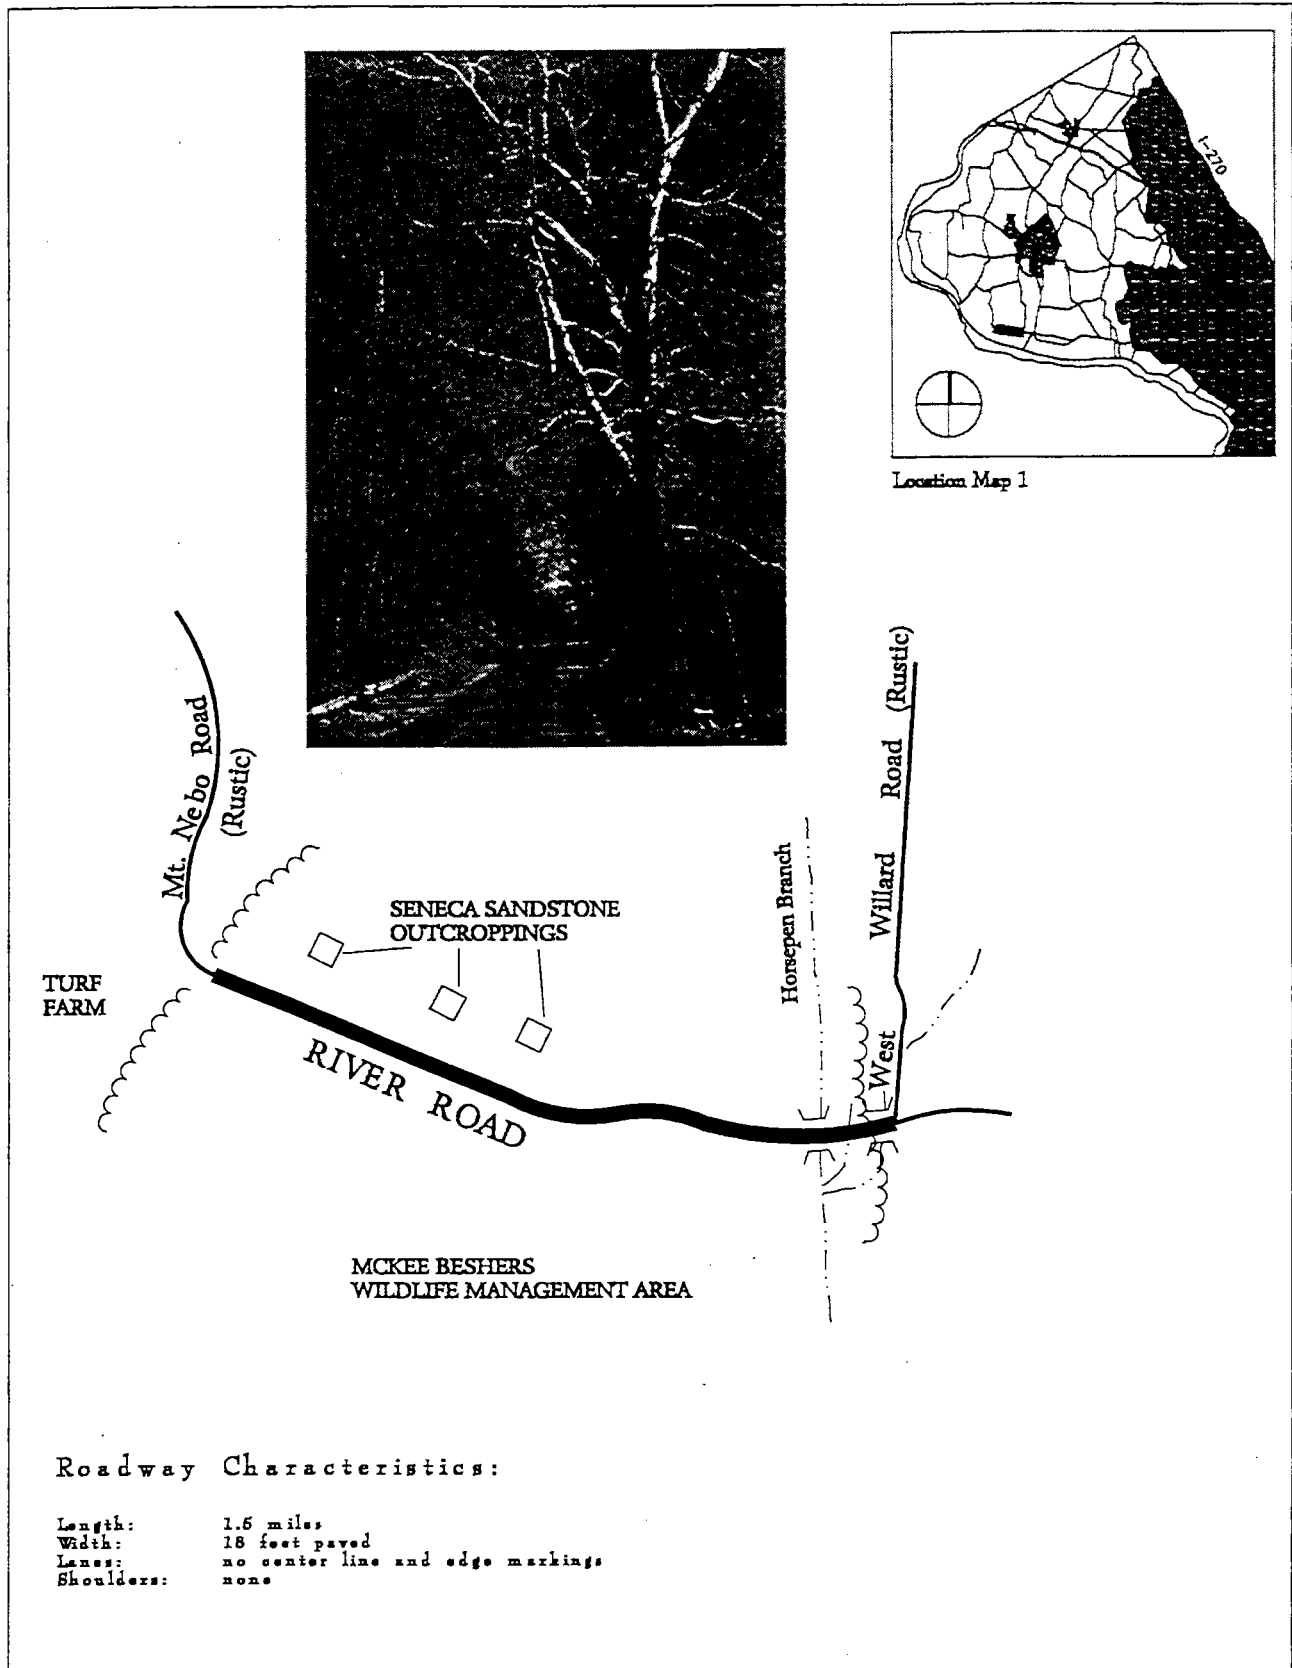 I-270
Location Map 1
Mt. Nebo Road
(Rustic)
West Willard Road (Rustic)
Horsepen Branch
SENECA SANDSTONE
OUTCROPPINGS
TURF
FARM
RIVER ROAD
MCKEE BESHERS
WILDLIFE MANAGEMENT AREA
Roadway Characteristics:
Length: 1.6 miles
Width: 18 feet paved
Lanes: no center line and edge markings
Shoulders: none